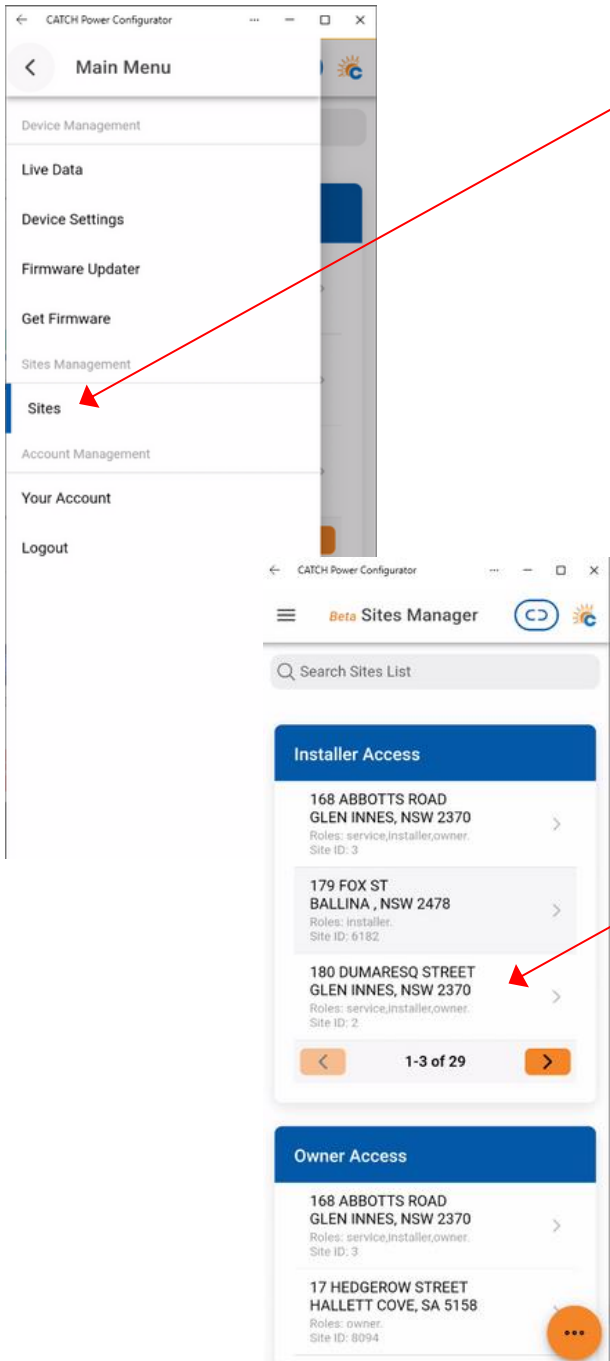 CATCH Power Configurator
Main Menu
Device Management
Live Data
Device Settings
Firmware Updater
Get Firmware
Sites Management
Sites
Account Management
Your Account
Logout
CATCH Power Configurator
Beta Sites Manager
Search Sites List
Installer Access
168 ABBOTTS ROAD
GLEN INNES, NSW 2370
Roles: service,installer,owner.
Site ID: 3
179 FOX ST
BALLINA , NSW 2478
Roles: installer.
Site ID: 6182
180 DUMARESQ STREET
GLEN INNES, NSW 2370
Roles: service,installer,owner.
Site ID: 2
1-3 of 29
Owner Access
168 ABBOTTS ROAD
GLEN INNES, NSW 2370
Roles: service,installer,owner.
Site ID: 3
17 HEDGEROW STREET
HALLETT COVE, SA 5158
Roles: owner.
Site ID: 8094